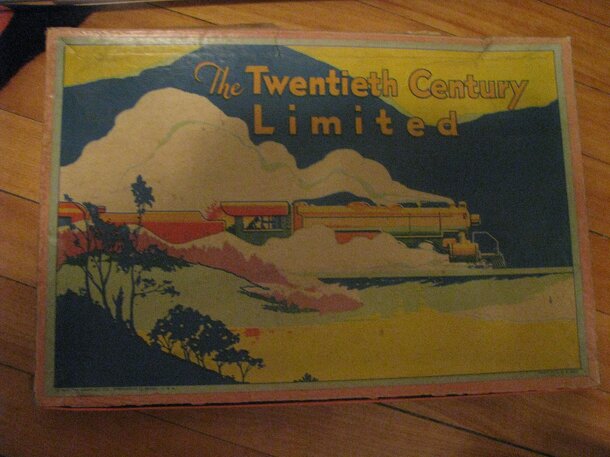 The Twentieth Century
Limited